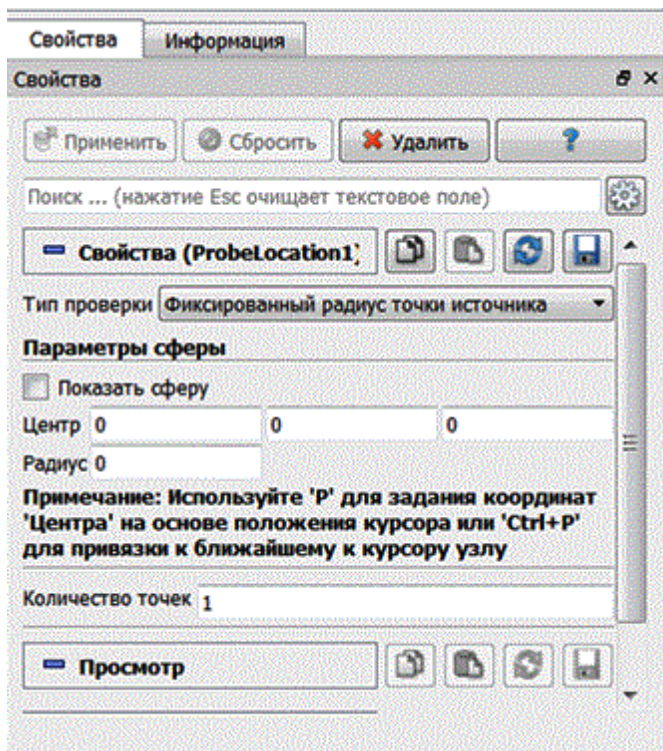 Свойства Информация
Свойства
Применить Сбросить Удалить ?
Поиск ... (нажатие Esc очищает текстовое поле)
Свойства (ProbeLocation1)
Тип проверки Фиксированный радиус точки источника
Параметры сферы
Показать сферу
Центр 0 0 0
Радиус 0
Примечание: Используйте 'P' для задания координат
'Центра' на основе положения курсора или 'Ctrl+P'
для привязки к ближайшему к курсору узлу
Количество точек 1
Просмотр